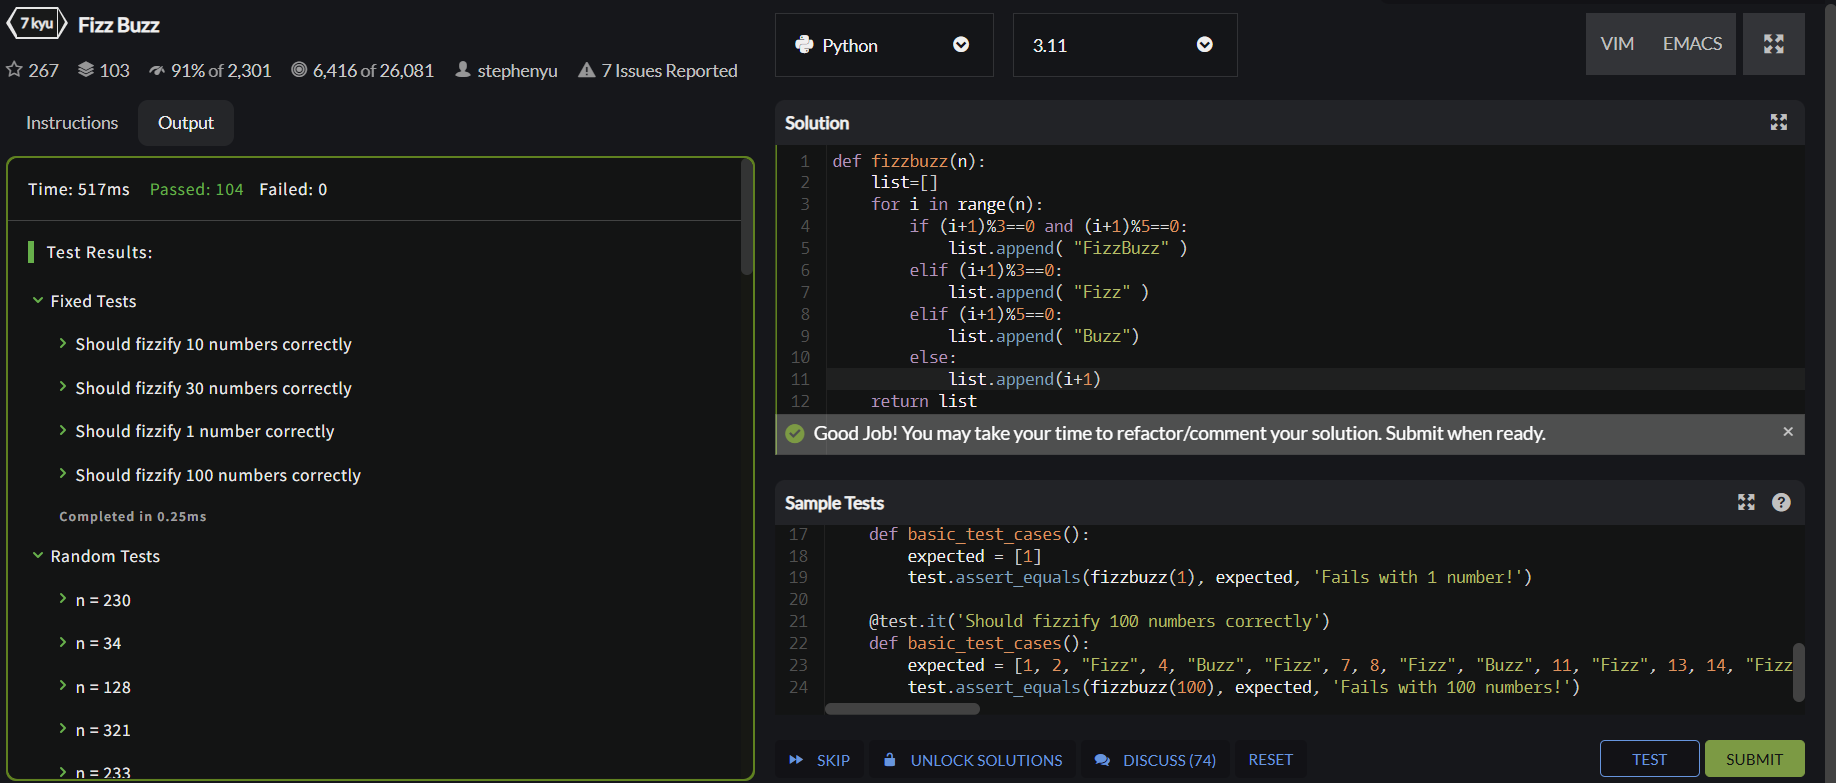 7 kyu Fizz Buzz
267 103 91% of 2,301 6,416 of 26,081 stephenyu 7 Issues Reported
Instructions Output
Time: 517ms Passed: 104 Failed: 0
Test Results:
Fixed Tests
Should fizzify 10 numbers correctly
Should fizzify 30 numbers correctly
Should fizzify 1 number correctly
Should fizzify 100 numbers correctly
Completed in 0.25ms
Random Tests
n = 230
n = 34
n = 128
n = 321
n = 233
Python 3.11 VIM EMACS
Solution
1 def fizzbuzz(n):
2     list=[]
3     for i in range(n):
4         if (i+1)%3==0 and (i+1)%5==0:
5             list.append( "FizzBuzz" )
6         elif (i+1)%3==0:
7             list.append( "Fizz" )
8         elif (i+1)%5==0:
9             list.append( "Buzz")
10         else:
11             list.append(i+1)
12     return list
Good Job! You may take your time to refactor/comment your solution. Submit when ready. ×
Sample Tests ?
17     def basic_test_cases():
18         expected = [1]
19         test.assert_equals(fizzbuzz(1), expected, 'Fails with 1 number!')
20
21     @test.it('Should fizzify 100 numbers correctly')
22     def basic_test_cases():
23         expected = [1, 2, "Fizz", 4, "Buzz", "Fizz", 7, 8, "Fizz", "Buzz", 11, "Fizz", 13, 14, "Fizz
24         test.assert_equals(fizzbuzz(100), expected, 'Fails with 100 numbers!')
SKIP UNLOCK SOLUTIONS DISCUSS (74) RESET TEST SUBMIT